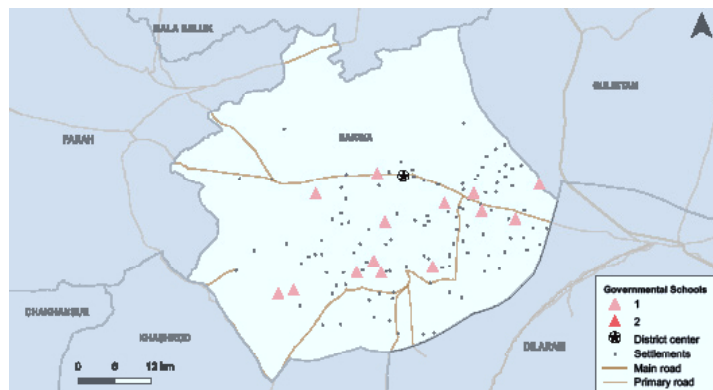 BALA BULUK
GULISTAN
FARAH
BAKWA
CHAKHANSUR
KHASHROD
DILARAM
0 6 12 km
Governmental Schools
1
2
District center
Settlements
Main road
Primary road